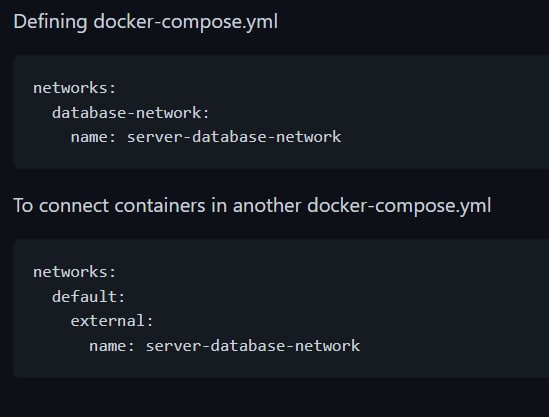 Defining docker-compose.yml
networks:
  database-network:
    name: server-database-network
To connect containers in another docker-compose.yml
networks:
  default:
    external:
      name: server-database-network